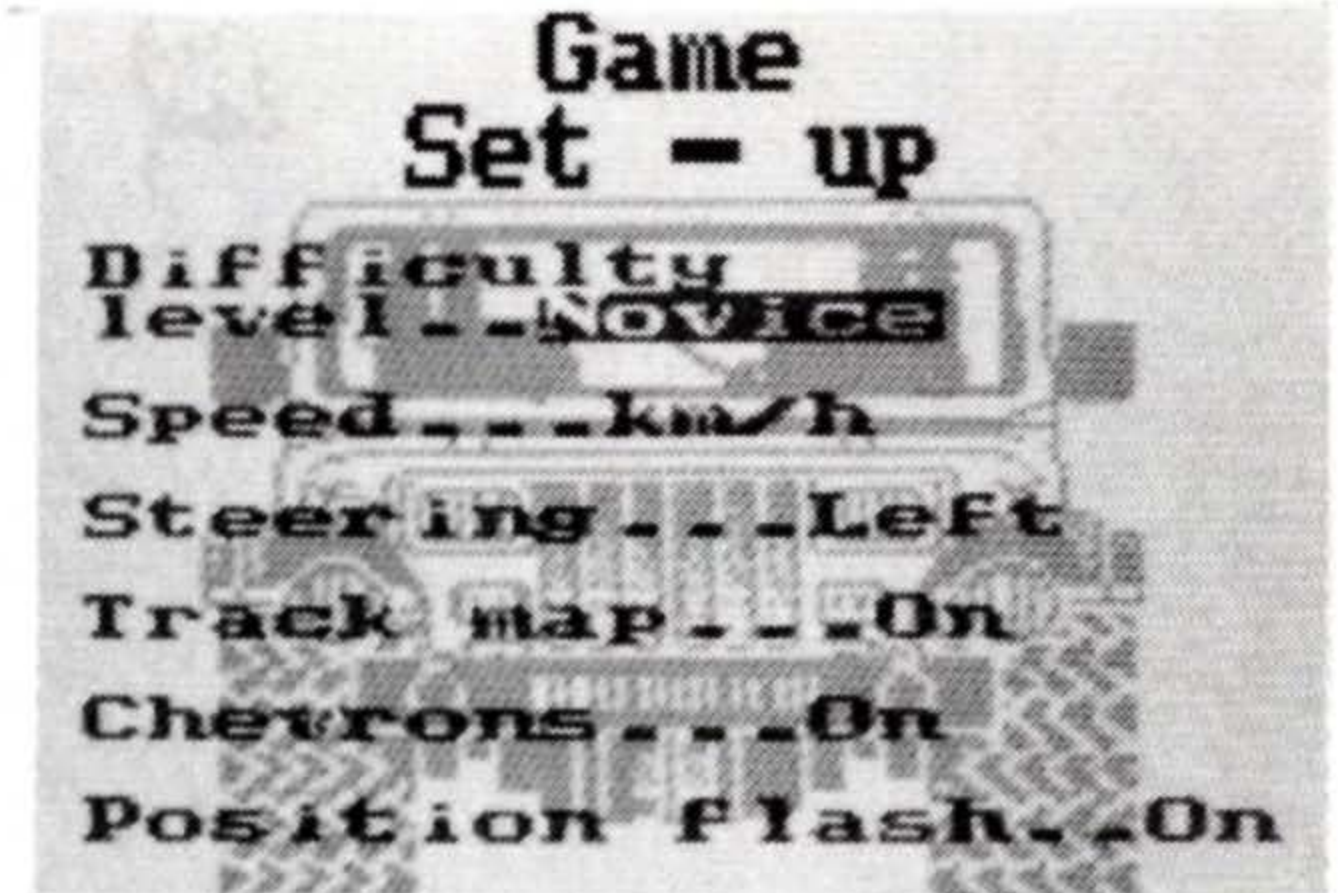 Game
Set - up
Difficulty
level--Novice
Speed---km/h
Steering---Left
Track map---On
Chevrons---On
Position flash--On